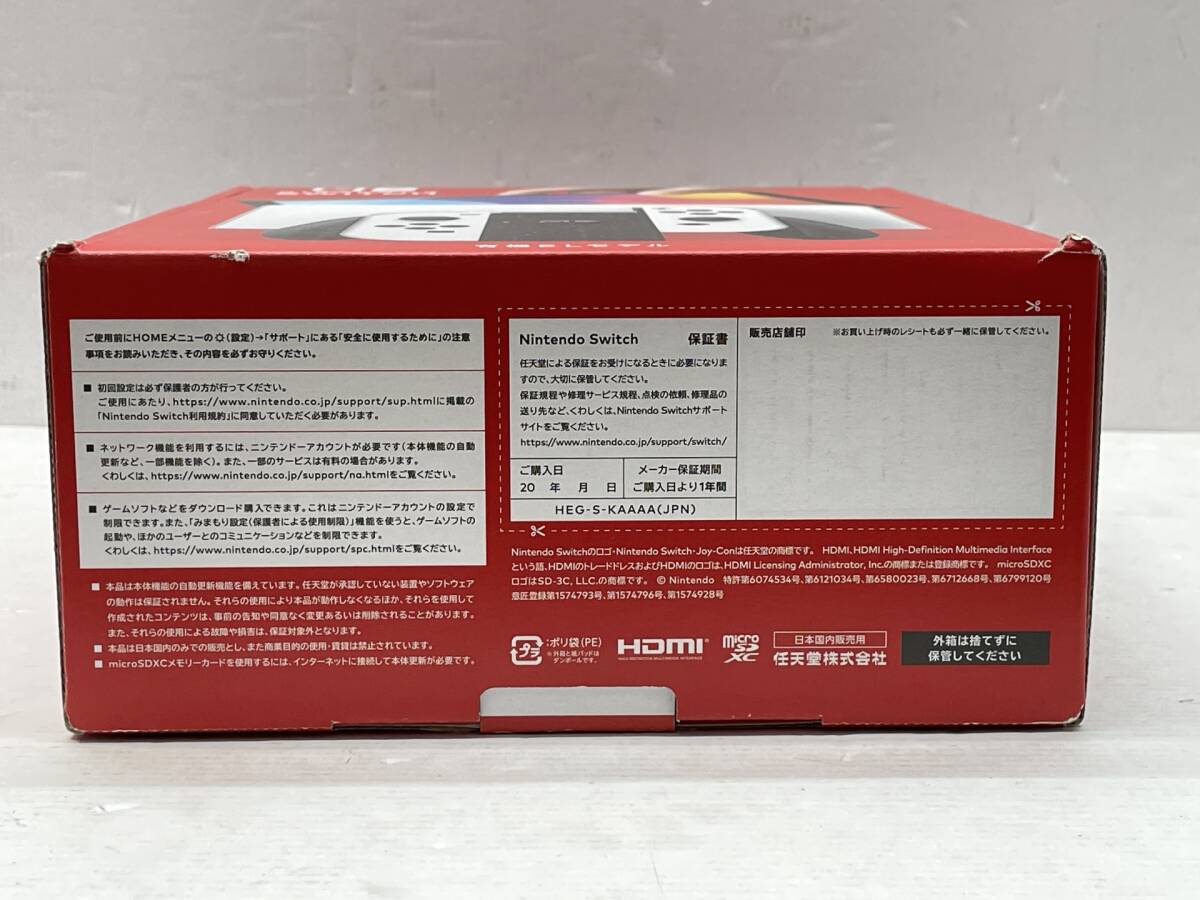 有機ELモデル
ご使用前にHOMEメニューの(設定)→「サポート」にある「安全に使用するために」の注意
事項をお読みいただき、その内容を必ずお守りください。
■ 初回設定は必ず保護者の方が行ってください。
ご使用にあたり、https://www.nintendo.co.jp/support/sup.htmlに掲載の
「Nintendo Switch利用規約」に同意していただく必要があります。
■ ネットワーク機能を利用するには、ニンテンドーアカウントが必要です(本体機能の自動
更新など、一部機能を除く)。また、一部のサービスは有料の場合があります。
くわしくは、https://www.nintendo.co.jp/support/na.htmlをご覧ください。
■ ゲームソフトなどをダウンロード購入できます。これはニンテンドーアカウントの設定で
制限できます。また、「みまもり設定(保護者による使用制限)」機能を使うと、ゲームソフトの
起動や、ほかのユーザーとのコミュニケーションなどを制限できます。
くわしくは、https://www.nintendo.co.jp/support/spc.htmlをご覧ください。
■ 本品は本体機能の自動更新機能を備えています。任天堂が承認していない装置やソフトウェア
の動作は保証されません。それらの使用により本品が動作しなくなるほか、それらを使用して
作成されたコンテンツは、事前の告知や同意なく変更あるいは削除されることがあります。
また、それらの使用による故障や損害は、保証対象外となります。
■ 本品は日本国内のみでの販売とし、また商業目的の使用・賃貸は禁止されています。
■ microSDXCメモリーカードを使用するには、インターネットに接続して本体更新が必要です。
Nintendo Switch 保証書
任天堂による保証をお受けになるときに必要になりま
すので、大切に保管してください。
保証規程や修理サービス規程、点検の依頼、修理品の
送り先など、くわしくは、Nintendo Switchサポート
サイトをご覧ください。
https://www.nintendo.co.jp/support/switch/
ご購入日
20 年 月 日
メーカー保証期間
ご購入日より1年間
HEG-S-KAAAA(JPN)
販売店舗印 ※お買い上げ時のレシートも必ず一緒に保管してください。
Nintendo Switchのロゴ・Nintendo Switch・Joy-Conは任天堂の商標です。 HDMI、HDMI High-Definition Multimedia Interface
という語、HDMIのトレードドレスおよびHDMIのロゴは、HDMI Licensing Administrator, Inc.の商標または登録商標です。 microSDXC
ロゴはSD-3C, LLC.の商標です。 © Nintendo 特許第6074534号、第6121034号、第6580023号、第6712668号、第6799120号
意匠登録第1574793号、第1574796号、第1574928号
プラ :ポリ袋(PE)
※外箱と紙パッドは
ダンボールです。
HDMI
HIGH-DEFINITION MULTIMEDIA INTERFACE
micro
SD
XC
日本国内販売用
任天堂株式会社
外箱は捨てずに
保管してください